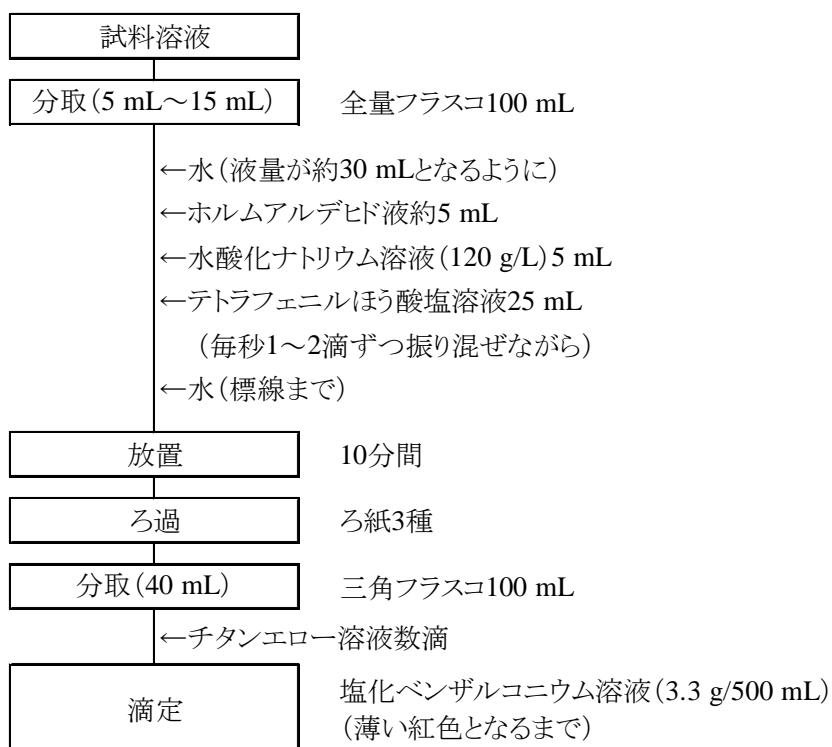 試料溶液
分取(5 mL～15 mL) 全量フラスコ100 mL
←水(液量が約30 mLとなるように)
←ホルムアルデヒド液約5 mL
←水酸化ナトリウム溶液(120 g/L)5 mL
←テトラフェニルほう酸塩溶液25 mL
(毎秒1～2滴ずつ振り混ぜながら)
←水(標線まで)
放置 10分間
ろ過 ろ紙3種
分取(40 mL) 三角フラスコ100 mL
←チタンエロー溶液数滴
滴定 塩化ベンザルコニウム溶液(3.3 g/500 mL)
(薄い紅色となるまで)